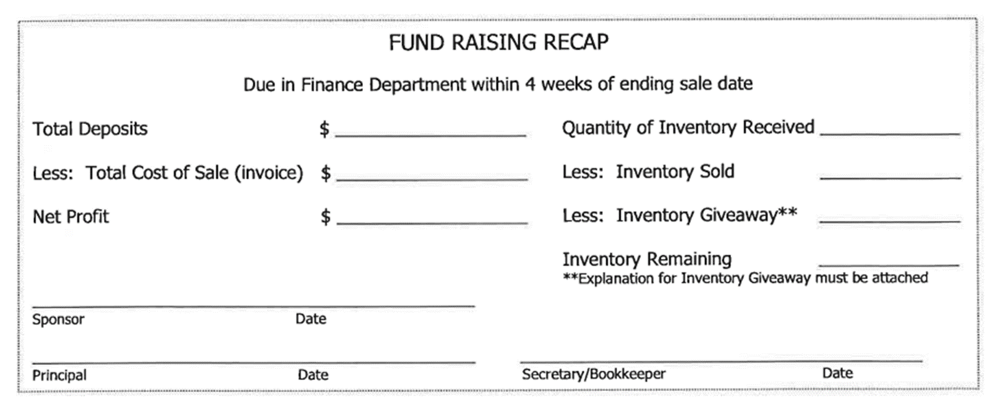 FUND RAISING RECAP
Due in Finance Department within 4 weeks of ending sale date
Total Deposits $
Less: Total Cost of Sale (invoice) $
Net Profit $
Quantity of Inventory Received
Less: Inventory Sold
Less: Inventory Giveaway**
Inventory Remaining
**Explanation for Inventory Giveaway must be attached
Sponsor Date
Principal Date
Secretary/Bookkeeper Date